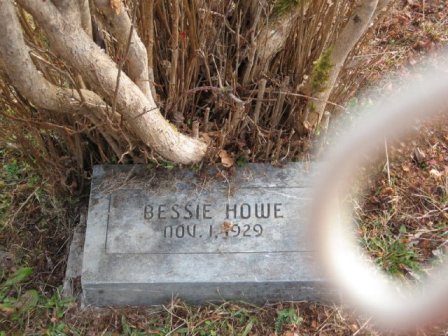 BESSIE HOWE
NOV. 1, 1929